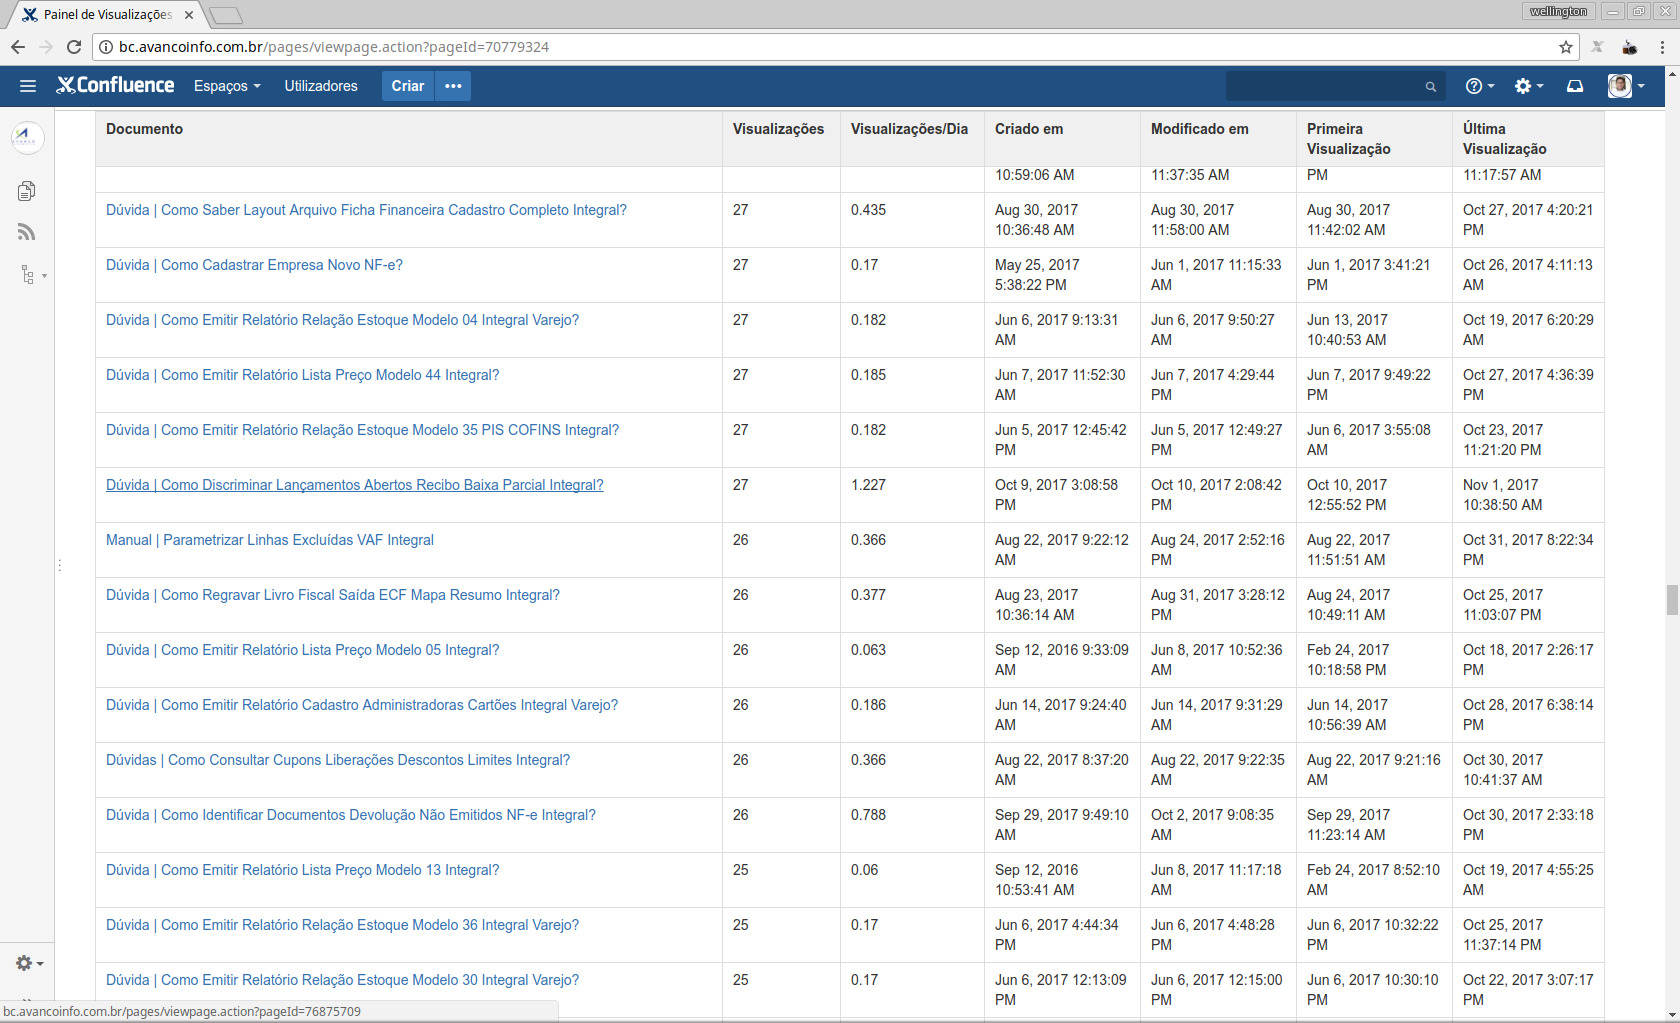 Painel de Visualizações
wellington
bc.avancoinfo.com.br/pages/viewpage.action?pageId=70779324
Confluence Espaços Utilizadores Criar
Documento Visualizações Visualizações/Dia Criado em Modificado em Primeira Última
Visualização Visualização
10:59:06 AM 11:37:35 AM PM 11:17:57 AM
Dúvida | Como Saber Layout Arquivo Ficha Financeira Cadastro Completo Integral? 27 0.435 Aug 30, 2017 Aug 30, 2017 Aug 30, 2017 Oct 27, 2017 4:20:21
10:36:48 AM 11:58:00 AM 11:42:02 AM PM
Dúvida | Como Cadastrar Empresa Novo NF-e? 27 0.17 May 25, 2017 Jun 1, 2017 11:15:33 Jun 1, 2017 3:41:21 Oct 26, 2017 4:11:13
5:38:22 PM AM PM AM
Dúvida | Como Emitir Relatório Relação Estoque Modelo 04 Integral Varejo? 27 0.182 Jun 6, 2017 9:13:31 Jun 6, 2017 9:50:27 Jun 13, 2017 Oct 19, 2017 6:20:29
AM AM 10:40:53 AM AM
Dúvida | Como Emitir Relatório Lista Preço Modelo 44 Integral? 27 0.185 Jun 7, 2017 11:52:30 Jun 7, 2017 4:29:44 Jun 7, 2017 9:49:22 Oct 27, 2017 4:36:39
AM PM PM PM
Dúvida | Como Emitir Relatório Relação Estoque Modelo 35 PIS COFINS Integral? 27 0.182 Jun 5, 2017 12:45:42 Jun 5, 2017 12:49:27 Jun 6, 2017 3:55:08 Oct 23, 2017
PM PM AM 11:21:20 PM
Dúvida | Como Discriminar Lançamentos Abertos Recibo Baixa Parcial Integral? 27 1.227 Oct 9, 2017 3:08:58 Oct 10, 2017 2:08:42 Oct 10, 2017 Nov 1, 2017
PM PM 12:55:52 PM 10:38:50 AM
Manual | Parametrizar Linhas Excluídas VAF Integral 26 0.366 Aug 22, 2017 9:22:12 Aug 24, 2017 2:52:16 Aug 22, 2017 Oct 31, 2017 8:22:34
AM PM 11:51:51 AM PM
Dúvida | Como Regravar Livro Fiscal Saída ECF Mapa Resumo Integral? 26 0.377 Aug 23, 2017 Aug 31, 2017 3:28:12 Aug 24, 2017 Oct 25, 2017
10:36:14 AM PM 10:49:11 AM 11:03:07 PM
Dúvida | Como Emitir Relatório Lista Preço Modelo 05 Integral? 26 0.063 Sep 12, 2016 9:33:09 Jun 8, 2017 10:52:36 Feb 24, 2017 Oct 18, 2017 2:26:17
AM AM 10:18:58 PM PM
Dúvida | Como Emitir Relatório Cadastro Administradoras Cartões Integral Varejo? 26 0.186 Jun 14, 2017 9:24:40 Jun 14, 2017 9:31:29 Jun 14, 2017 Oct 28, 2017 6:38:14
AM AM 10:56:39 AM PM
Dúvidas | Como Consultar Cupons Liberações Descontos Limites Integral? 26 0.366 Aug 22, 2017 8:37:20 Aug 22, 2017 9:22:35 Aug 22, 2017 9:21:16 Oct 30, 2017
AM AM AM 10:41:37 AM
Dúvida | Como Identificar Documentos Devolução Não Emitidos NF-e Integral? 26 0.788 Sep 29, 2017 9:49:10 Oct 2, 2017 9:08:35 Sep 29, 2017 Oct 30, 2017 2:33:18
AM AM 11:23:14 AM PM
Dúvida | Como Emitir Relatório Lista Preço Modelo 13 Integral? 25 0.06 Sep 12, 2016 Jun 8, 2017 11:17:18 Feb 24, 2017 8:52:10 Oct 19, 2017 4:55:25
10:53:41 AM AM AM AM
Dúvida | Como Emitir Relatório Relação Estoque Modelo 36 Integral Varejo? 25 0.17 Jun 6, 2017 4:44:34 Jun 6, 2017 4:48:28 Jun 6, 2017 10:32:22 Oct 25, 2017
PM PM PM 11:37:14 PM
Dúvida | Como Emitir Relatório Relação Estoque Modelo 30 Integral Varejo? 25 0.17 Jun 6, 2017 12:13:09 Jun 6, 2017 12:15:00 Jun 6, 2017 10:30:10 Oct 22, 2017 3:07:17
PM PM PM PM
bc.avancoinfo.com.br/pages/viewpage.action?pageId=76875709